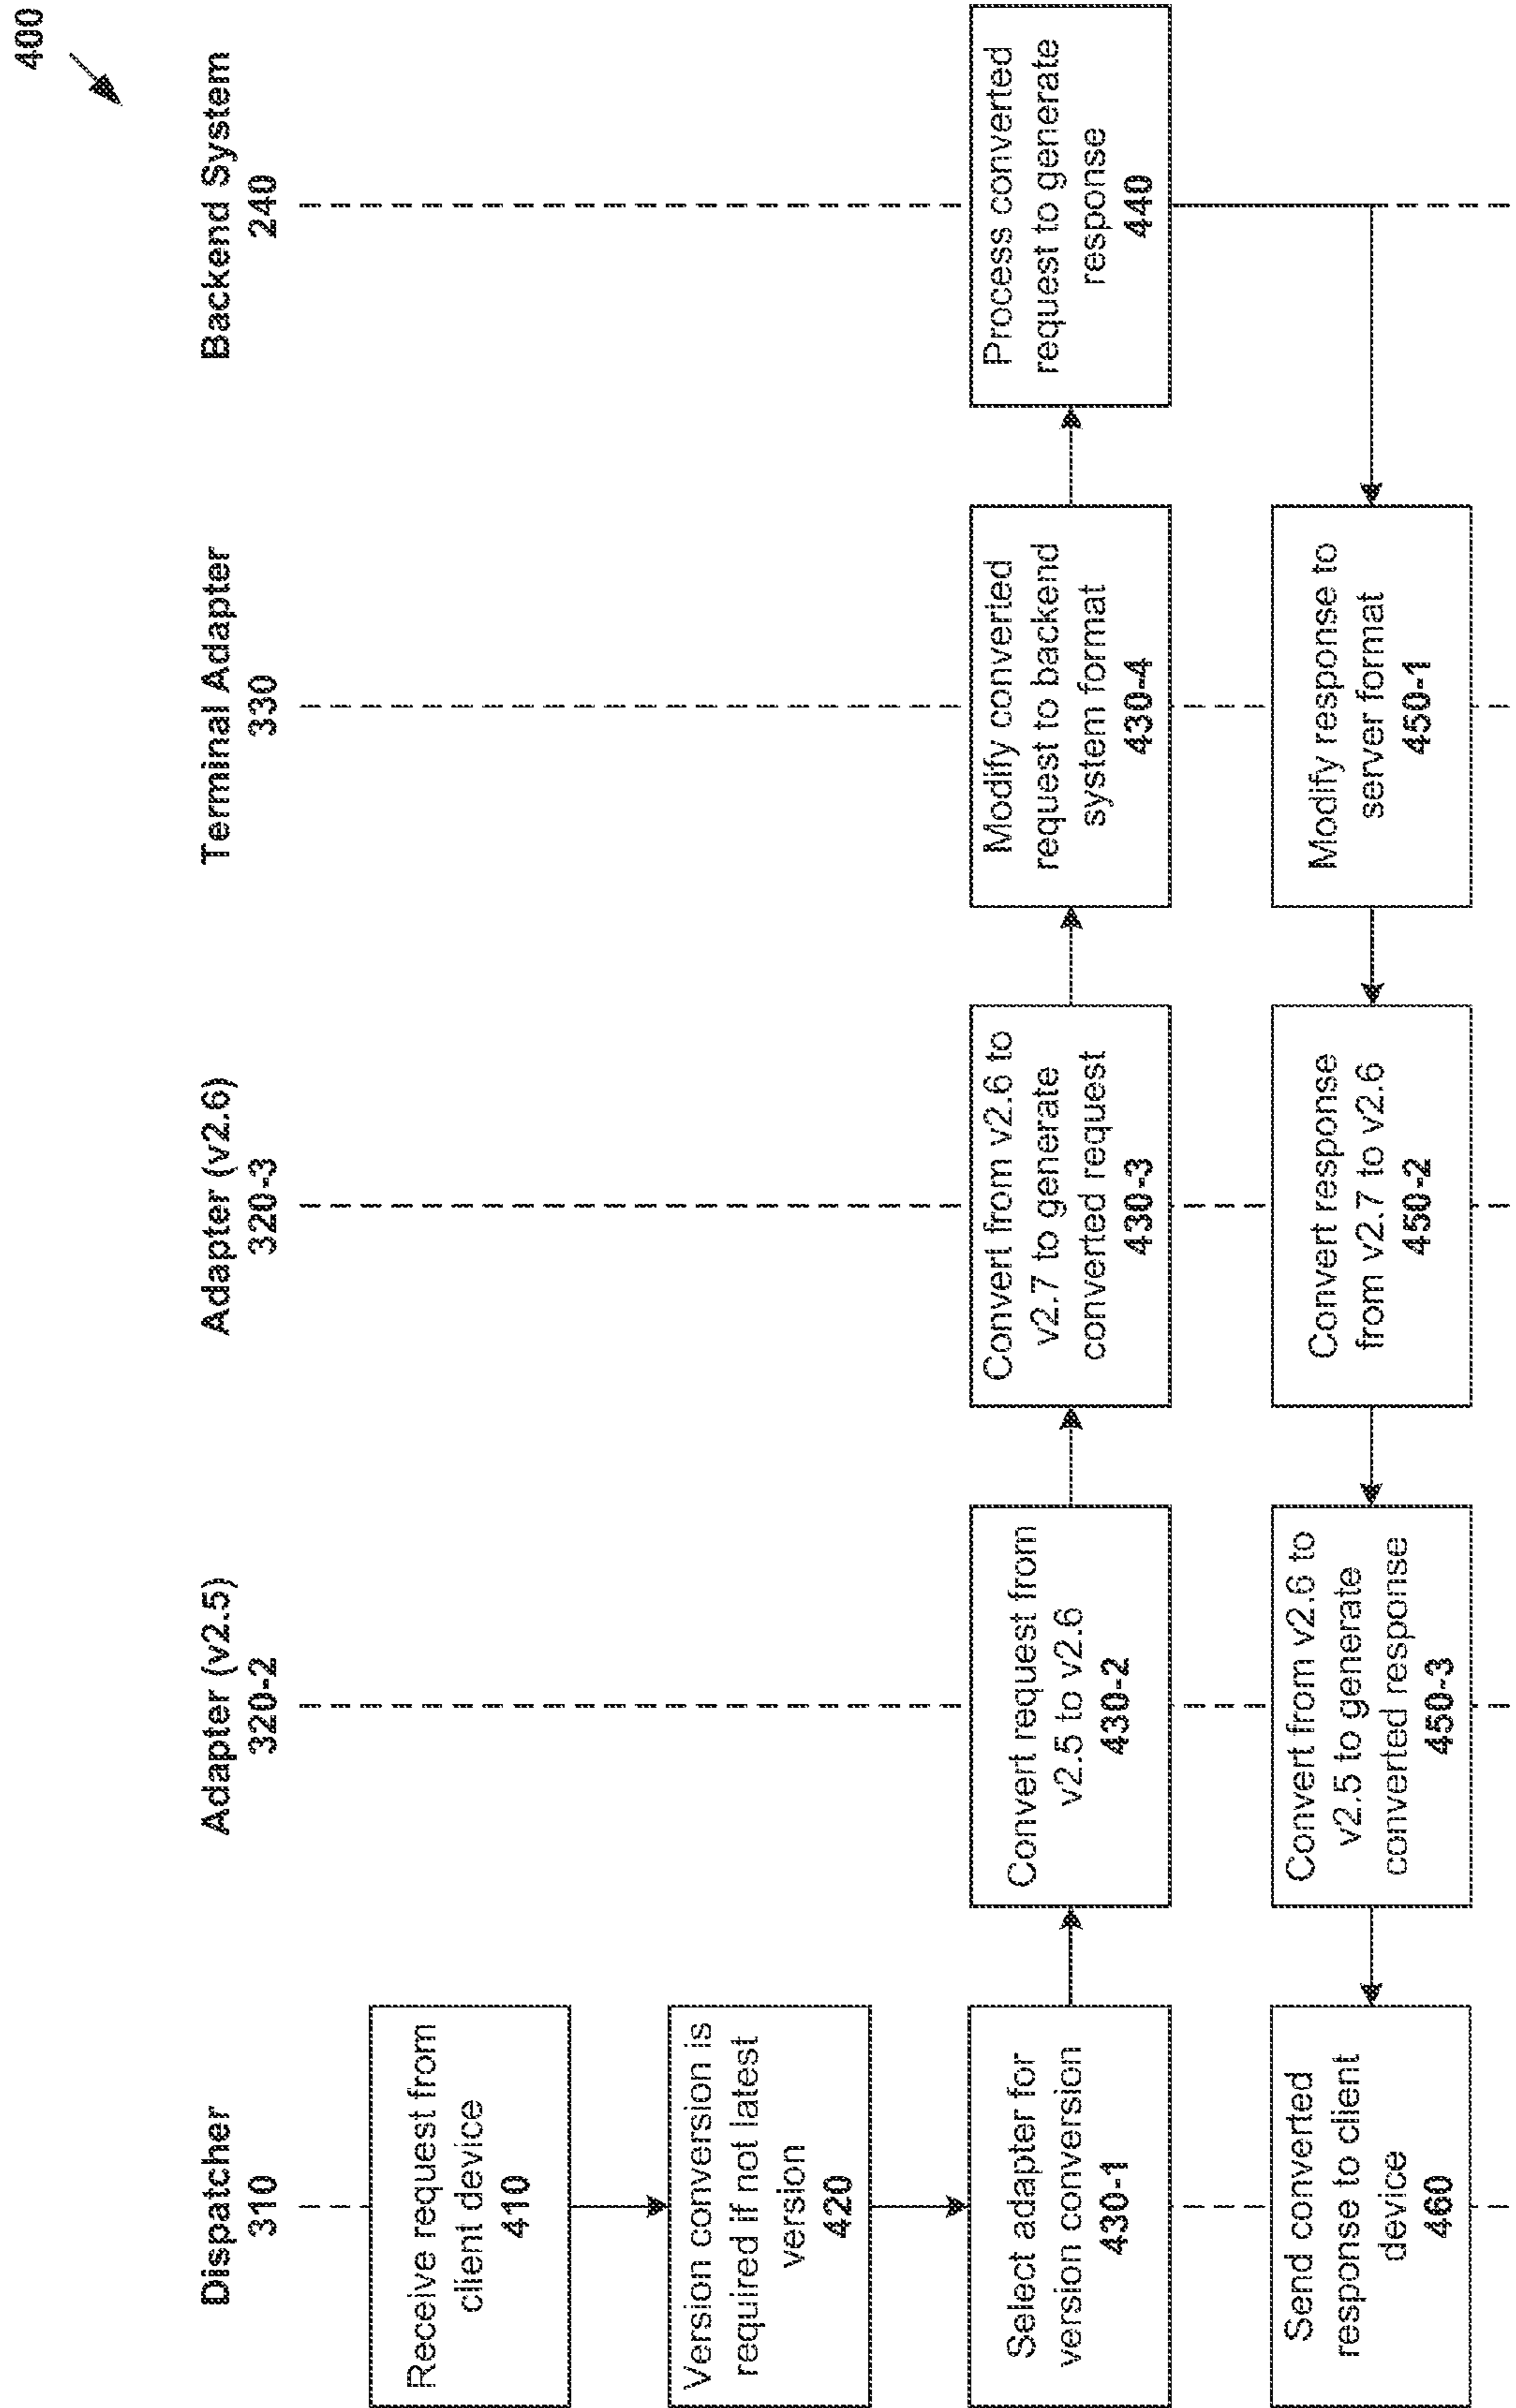 400
Dispatcher
310
Adapter (v2.5)
320-2
Adapter (v2.6)
320-3
Terminal Adapter
330
Backend System
240
Receive request from
client device
410
Version conversion is
required if not latest
version
420
Select adapter for
version conversion
430-1
Convert request from
v2.5 to v2.6
430-2
Convert from v2.6 to
v2.7 to generate
converted request
430-3
Modify converted
request to backend
system format
430-4
Process converted
request to generate
response
440
Modify response to
server format
450-1
Convert response
from v2.7 to v2.6
450-2
Convert from v2.6 to
v2.5 to generate
converted response
450-3
Send converted
response to client
device
460